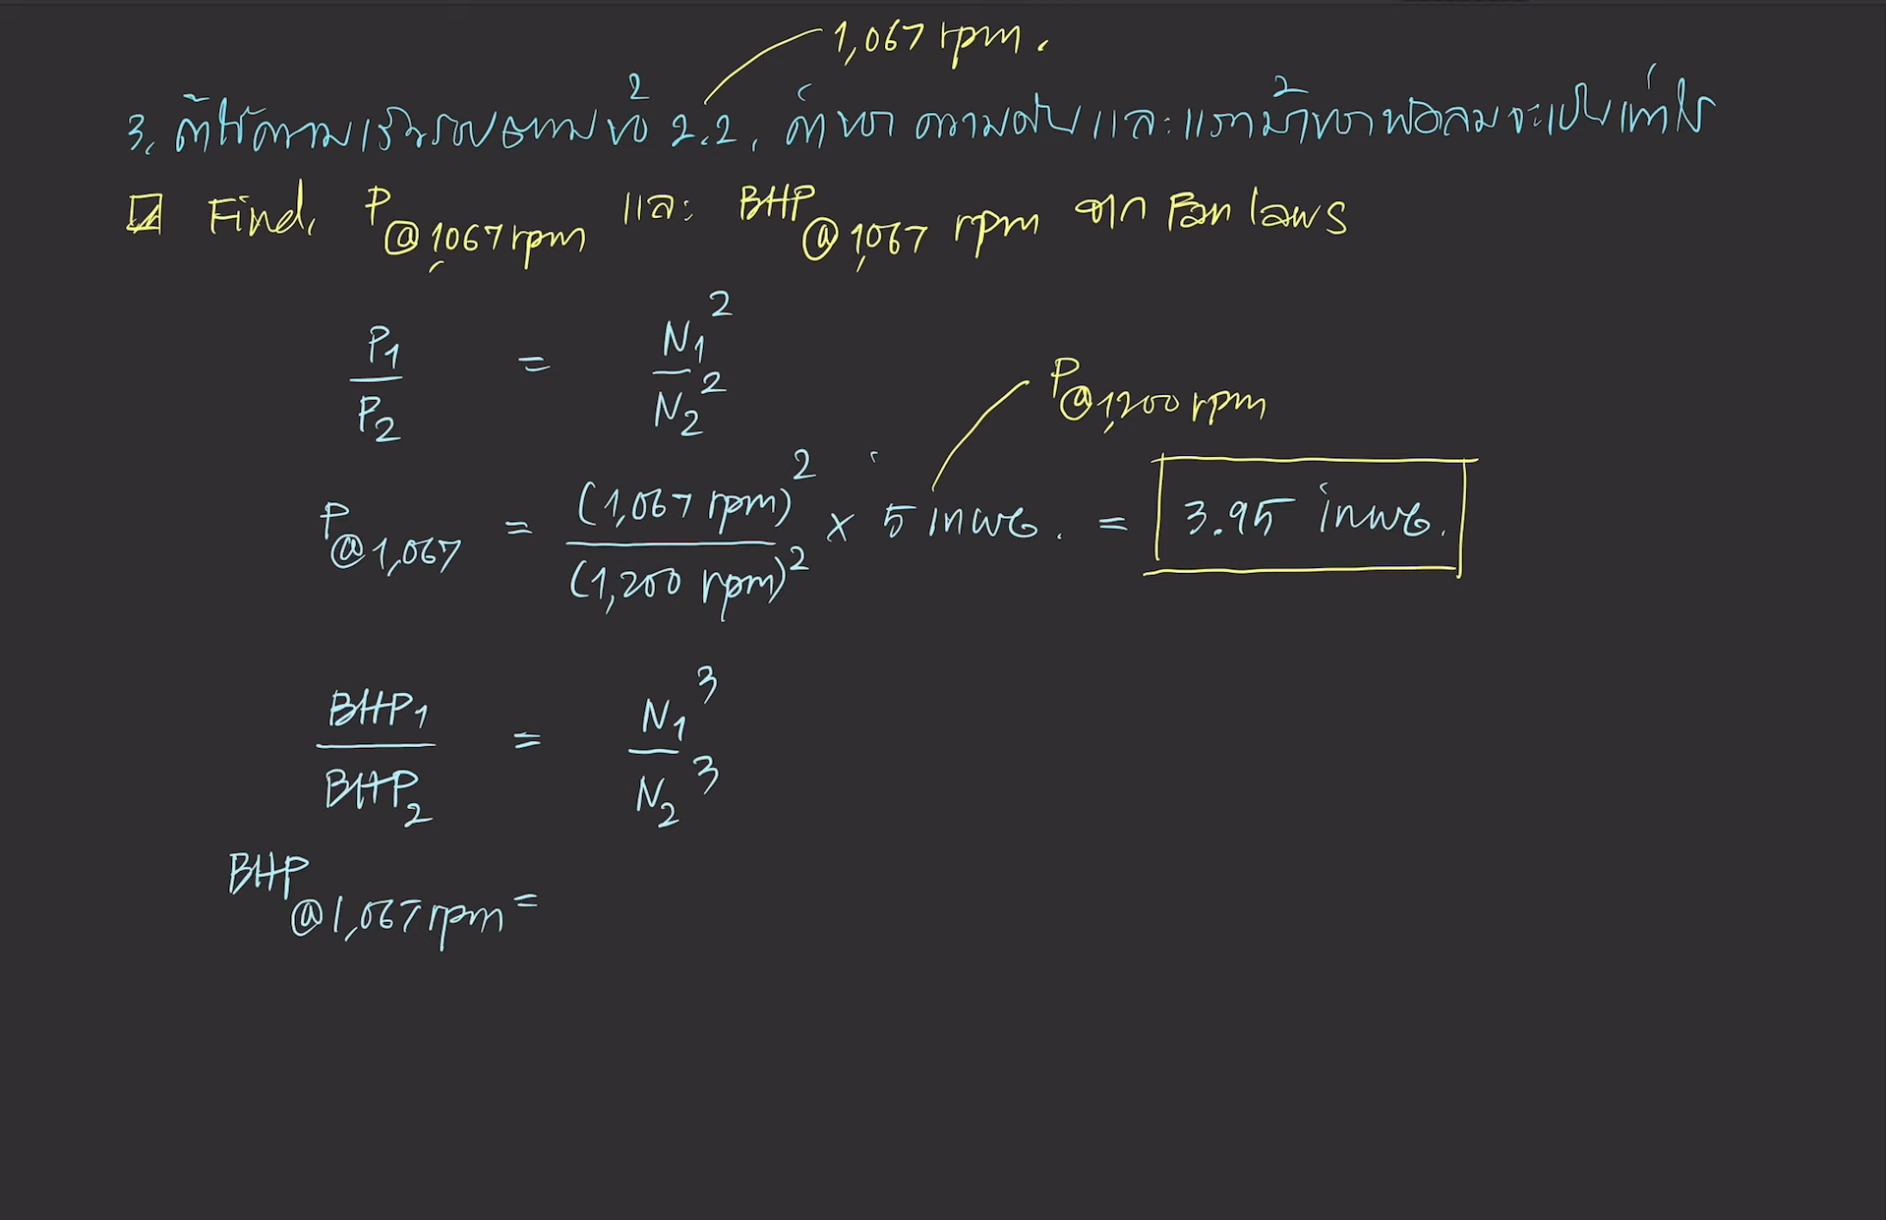 1,067 rpm.
3. ถ้าใช้ความเร็วรอบตามข้อ 2.2, ค่าของ ความดัน และแรงม้าของพัดลมจะเป็นเท่าไร
Find, P@1,067 rpm และ BHP@1,067 rpm จาก Fan laws
P1/P2 = N1²/N2²
P@1,200 rpm
P@1,067 = (1,067 rpm)²/(1,200 rpm)² × 5 inwg. = 3.95 inwg.
BHP1/BHP2 = N1³/N2³
BHP@1,067 rpm =